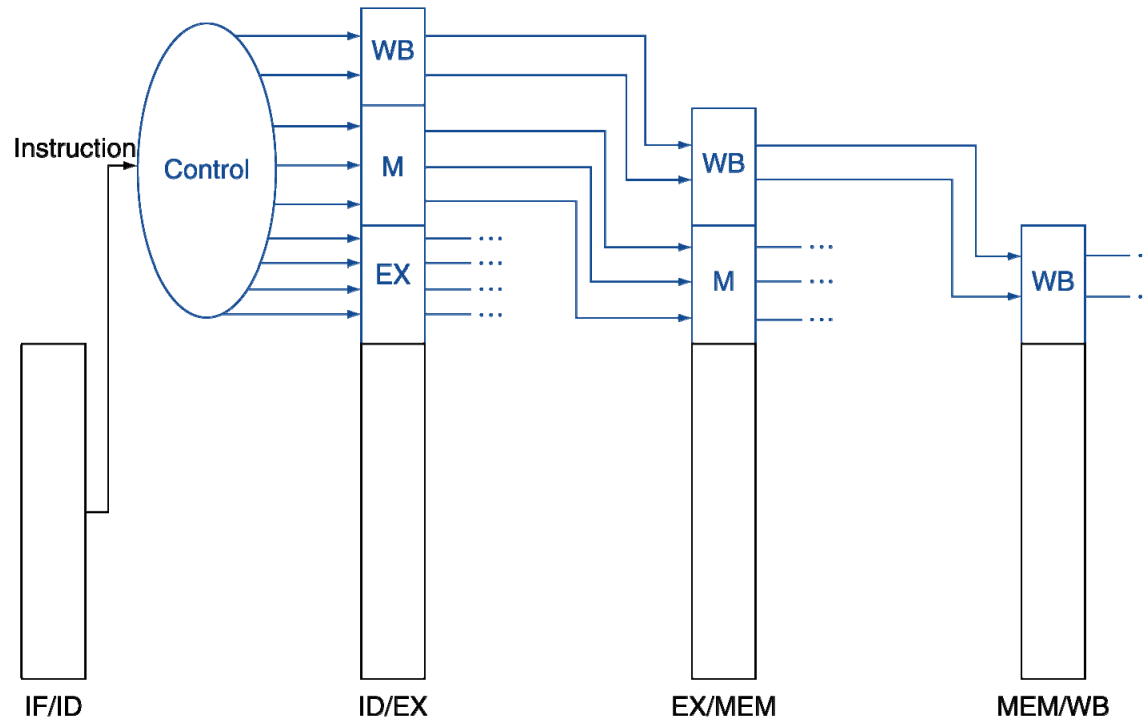 WB
Instruction
Control
M
WB
EX
...
...
...
...
M
...
...
...
WB
IF/ID
ID/EX
EX/MEM
MEM/WB